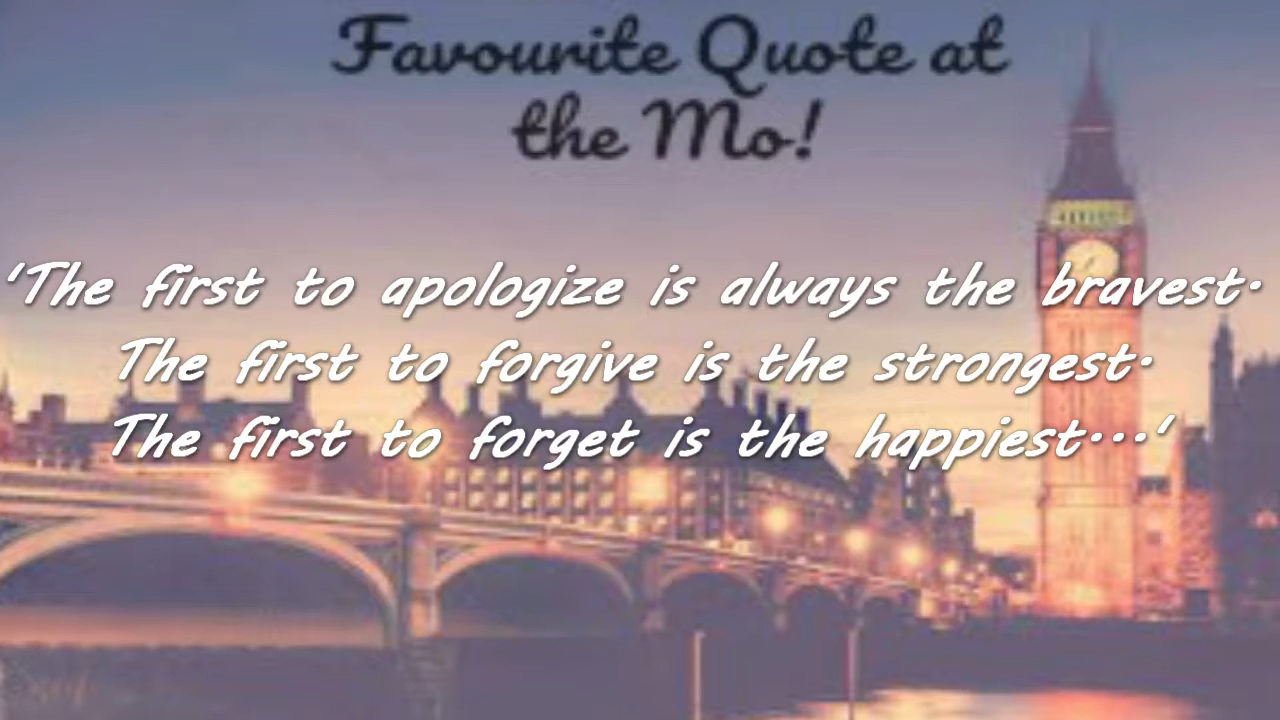 Favourite Quote at
the Mo!
‘The first to apologize is always the bravest.
The first to forgive is the strongest.
The first to forget is the happiest...‘